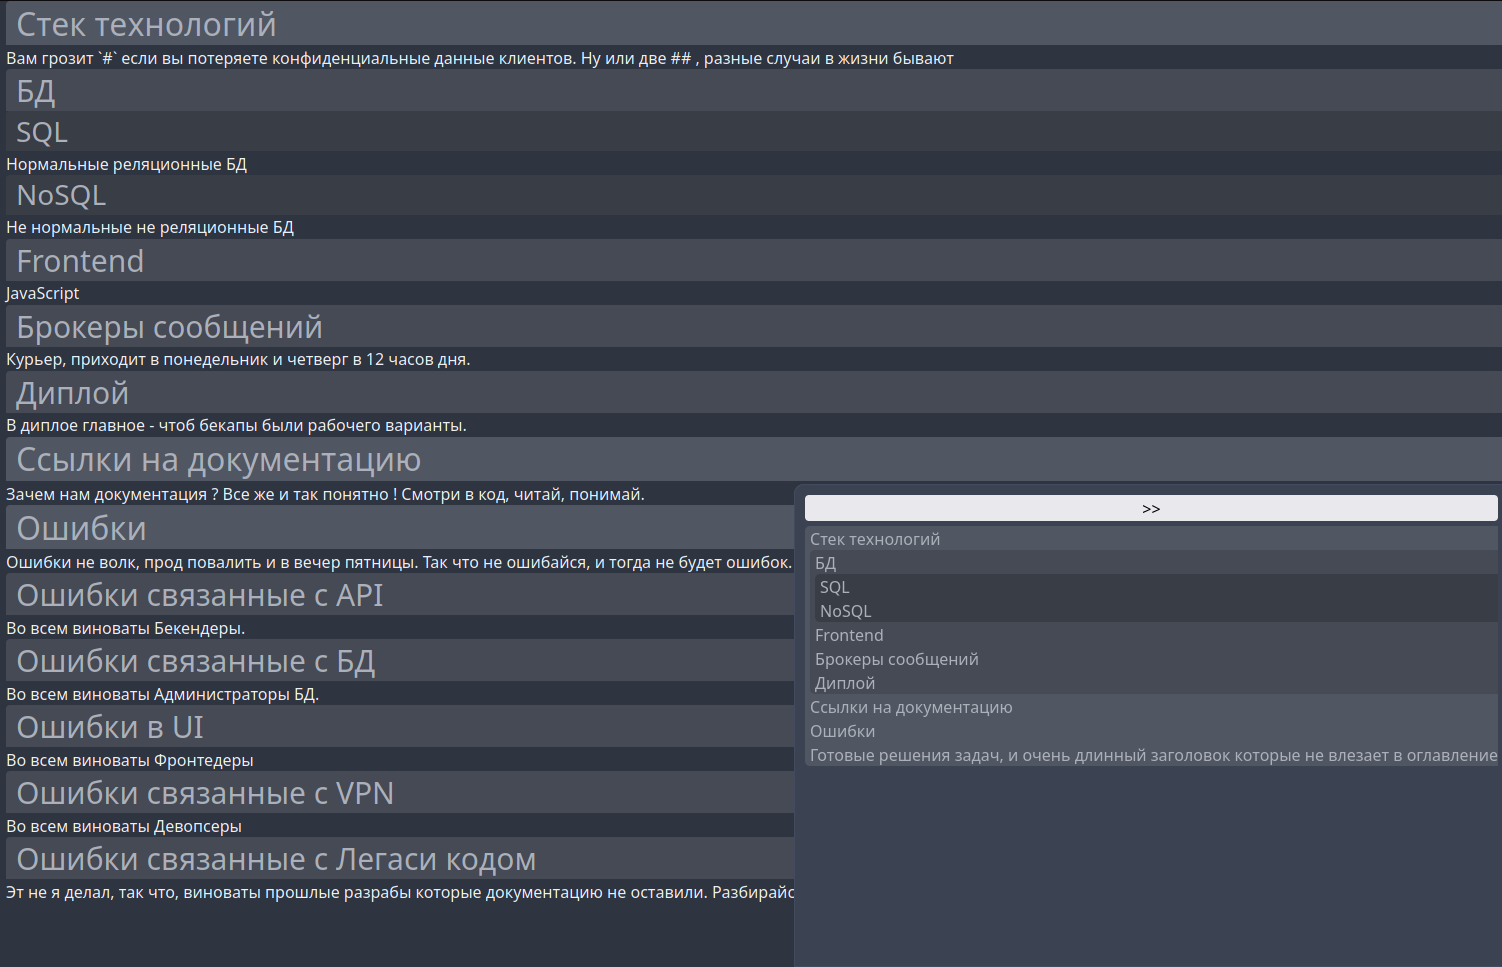 Стек технологий
Вам грозит `#` если вы потеряете конфиденциальные данные клиентов. Ну или две ## , разные случаи в жизни бывают
БД
SQL
Нормальные реляционные БД
NoSQL
Не нормальные не реляционные БД
Frontend
JavaScript
Брокеры сообщений
Курьер, приходит в понедельник и четверг в 12 часов дня.
Диплой
В диплое главное - чтоб бекапы были рабочего варианты.
Ссылки на документацию
Зачем нам документация ? Все же и так понятно ! Смотри в код, читай, понимай.
Ошибки
Ошибки не волк, прод повалить и в вечер пятницы. Так что не ошибайся, и тогда не будет ошибок.
Ошибки связанные с API
Во всем виноваты Бекендеры.
Ошибки связанные с БД
Во всем виноваты Администраторы БД.
Ошибки в UI
Во всем виноваты Фронтедеры
Ошибки связанные с VPN
Во всем виноваты Девопсеры
Ошибки связанные с Легаси кодом
Эт не я делал, так что, виноваты прошлые разрабы которые документацию не оставили. Разбирайс
>>
Стек технологий
БД
SQL
NoSQL
Frontend
Брокеры сообщений
Диплой
Ссылки на документацию
Ошибки
Готовые решения задач, и очень длинный заголовок которые не влезает в оглавление